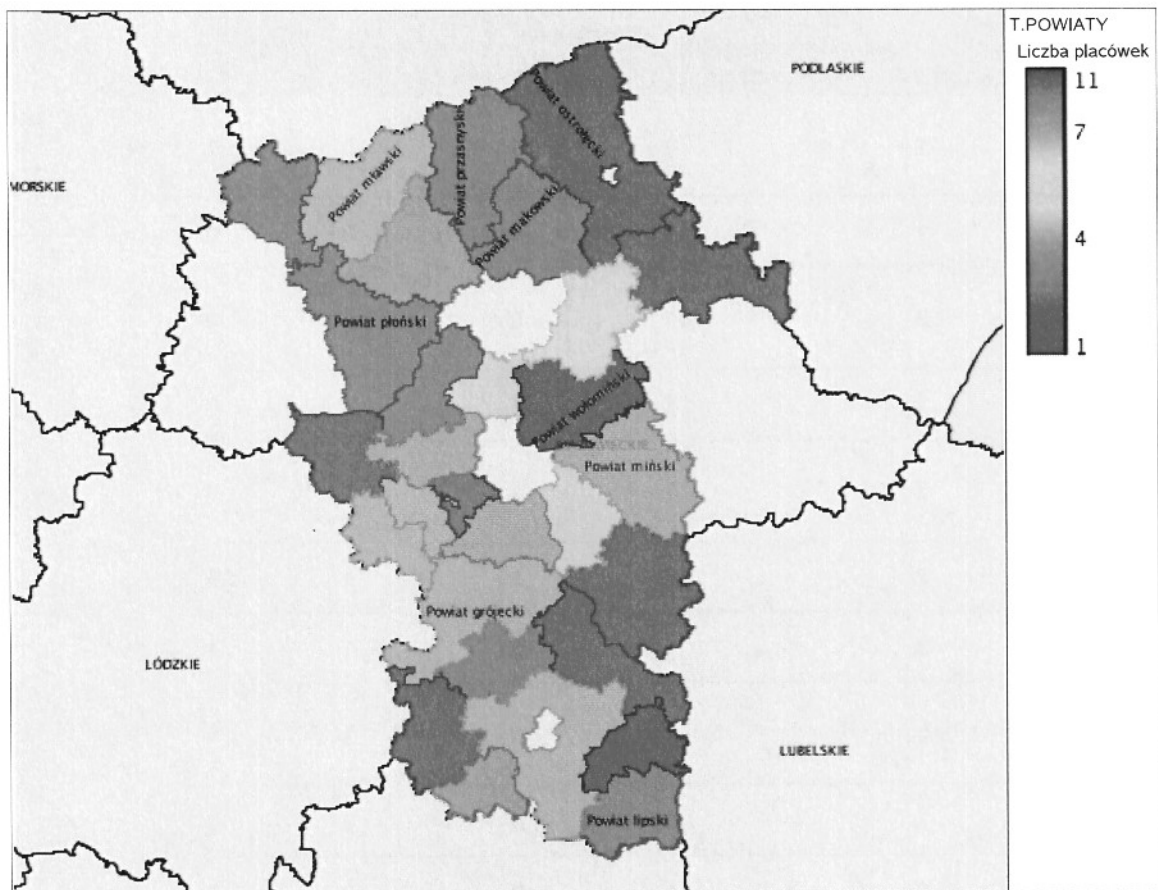 T.POWIATY
Liczba placówek
11
7
4
1
PODLASKIE
MORSKIE
Powiat ostrołęcki
Powiat przasnyski
Powiat mławski
Powiat makowski
Powiat płoński
Powiat wołomiński
Powiat miński
Powiat grójecki
ŁÓDZKIE
LUBELSKIE
Powiat lipski